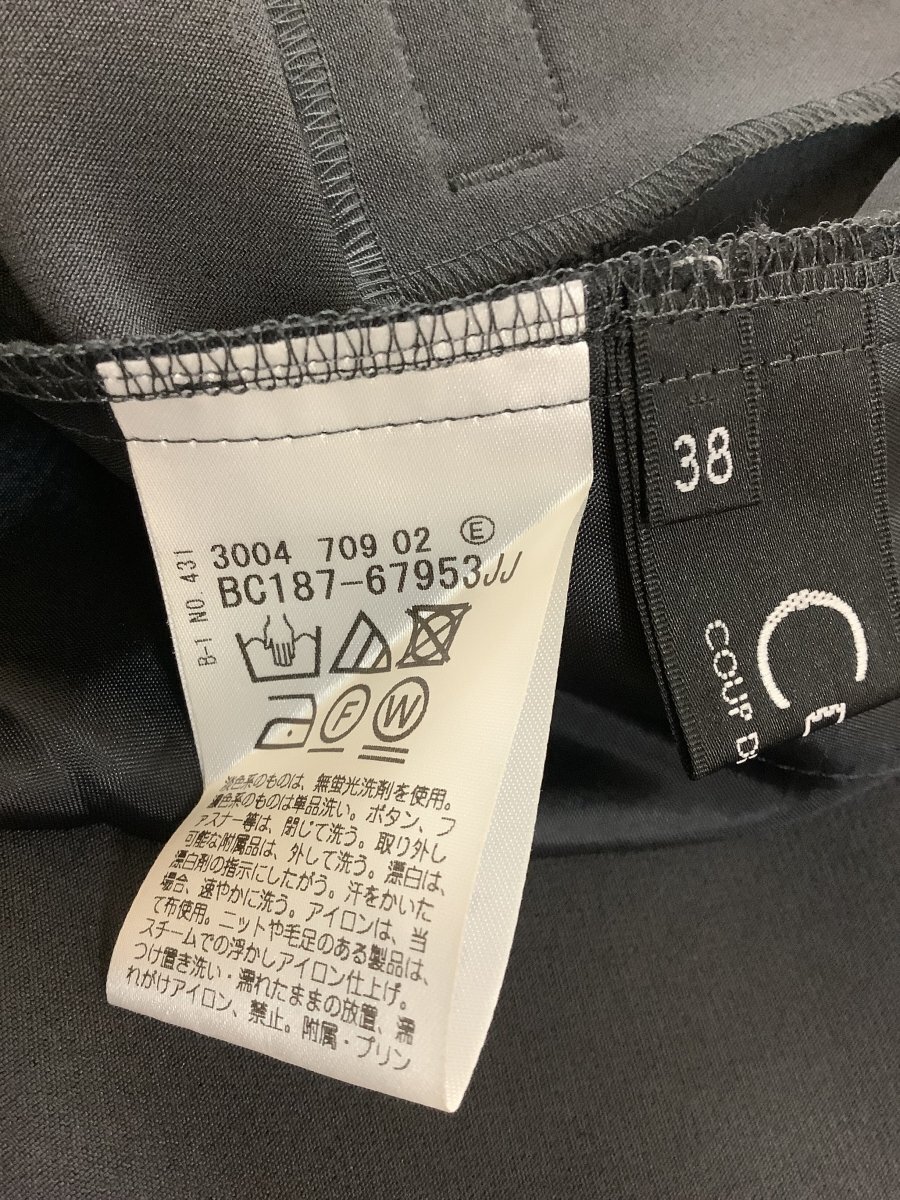 B-1 NO. 431
3004 709 02 Ⓔ
BC187-67953JJ
F W
淡色系のものは、無蛍光洗剤を使用。
濃色系のものは単品洗い。ボタン、フ
ァスナー等は、閉じて洗う。取り外し
可能な附属品は、外して洗う。漂白は、
漂白剤の指示にしたがう。汗をかいた
場合、速やかに洗う。アイロンは、当
て布使用。ニットや毛足のある製品は、
スチームでの浮かしアイロン仕上げ。
つけ置き洗い・濡れたままの放置、濡
れがけアイロン、禁止。附属・プリン
38
COUP